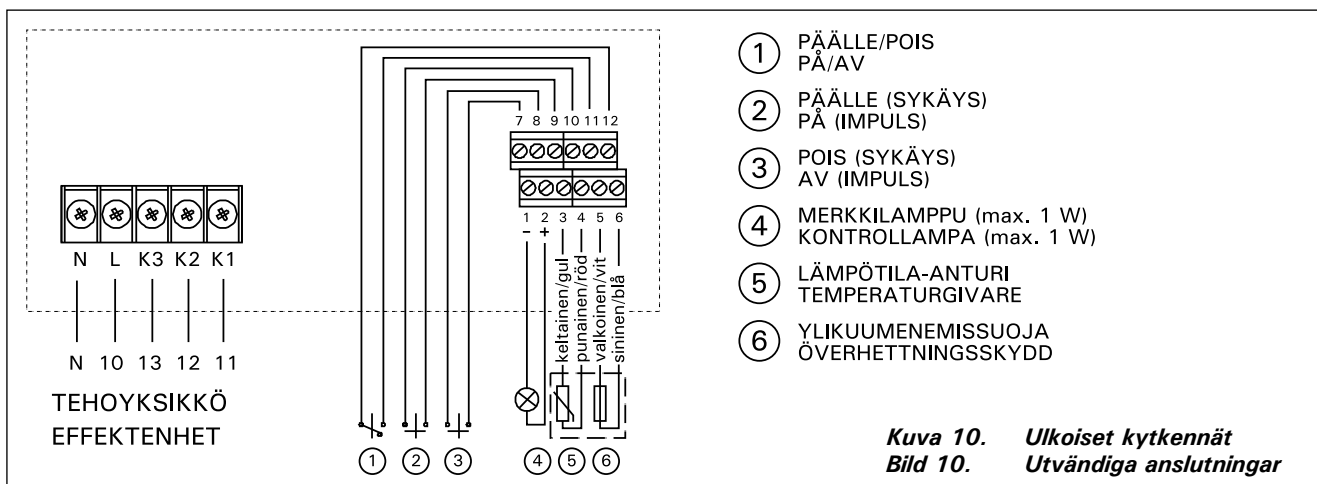 7 8 9 10 11 12
N L K3 K2 K1
1 2 3 4 5 6
- +
keltainen/gul
punainen/röd
valkoinen/vit
sininen/blå
N 10 13 12 11
TEHOYKSIKKÖ
EFFEKTENHET
1 2 3 4 5 6
1 PÄÄLLE/POIS
PÅ/AV
2 PÄÄLLE (SYKÄYS)
PÅ (IMPULS)
3 POIS (SYKÄYS)
AV (IMPULS)
4 MERKKILAMPPU (max. 1 W)
KONTROLLAMPA (max. 1 W)
5 LÄMPÖTILA-ANTURI
TEMPERATURGIVARE
6 YLIKUUMENEMISSUOJA
ÖVERHETTNINGSSKYDD
Kuva 10. Ulkoiset kytkennät
Bild 10. Utvändiga anslutningar